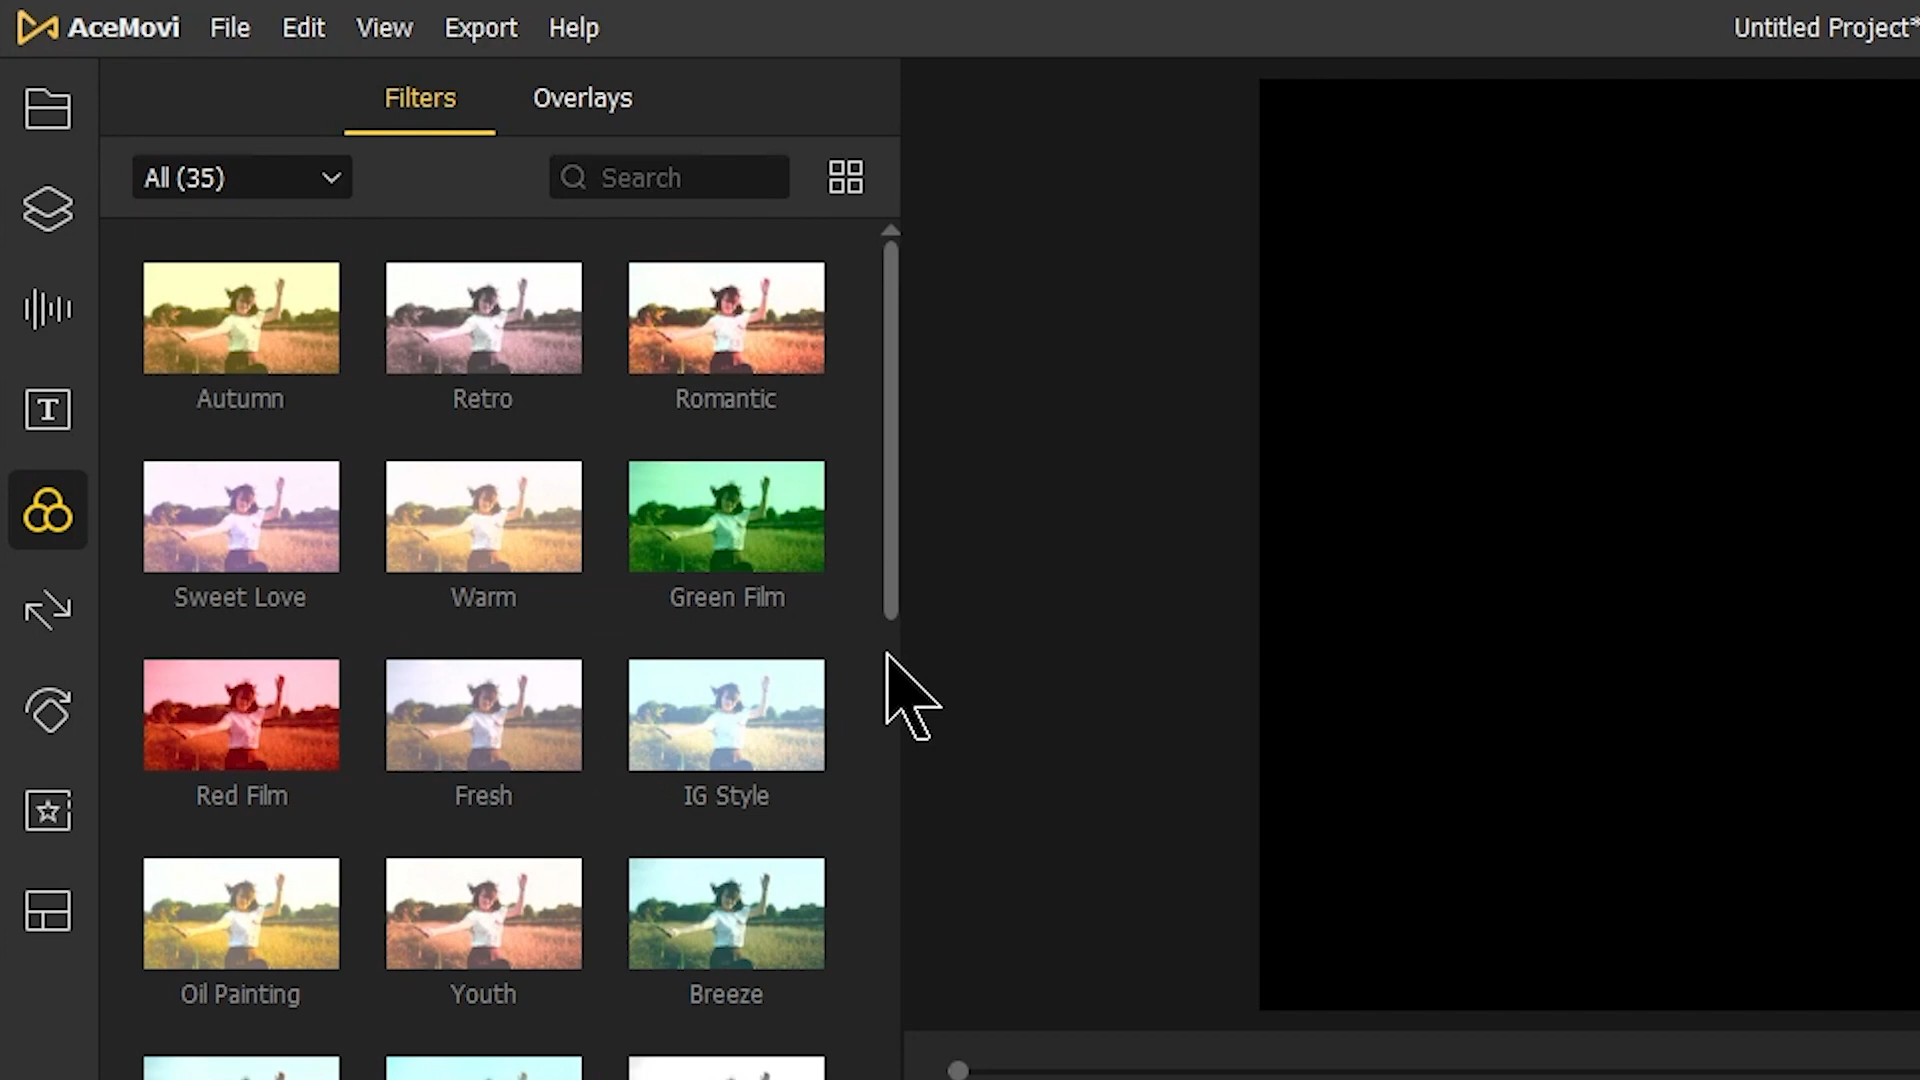 AceMovi File Edit View Export Help Untitled Project*
Filters Overlays
All (35) Search
Autumn Retro Romantic
Sweet Love Warm Green Film
Red Film Fresh IG Style
Oil Painting Youth Breeze
T